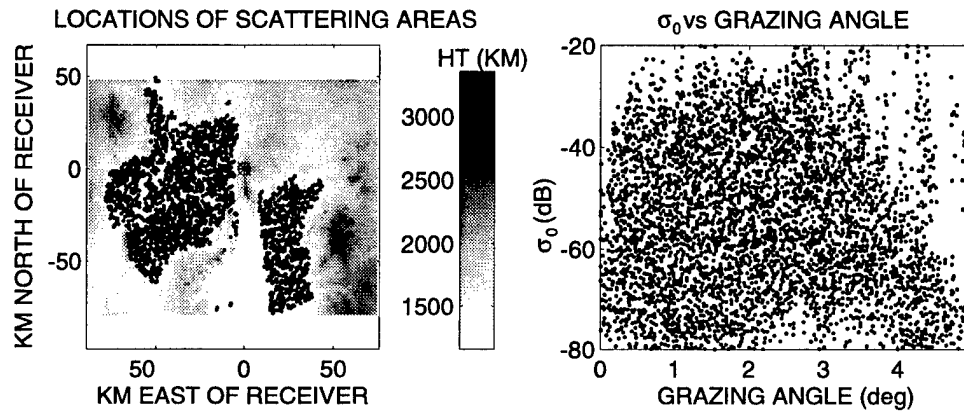 LOCATIONS OF SCATTERING AREAS
HT (KM)
KM NORTH OF RECEIVER
50
0
-50
50
0
50
KM EAST OF RECEIVER
3000
2500
2000
1500
σ0 vs GRAZING ANGLE
σ0 (dB)
-20
-40
-60
-80
0
1
2
3
4
GRAZING ANGLE (deg)